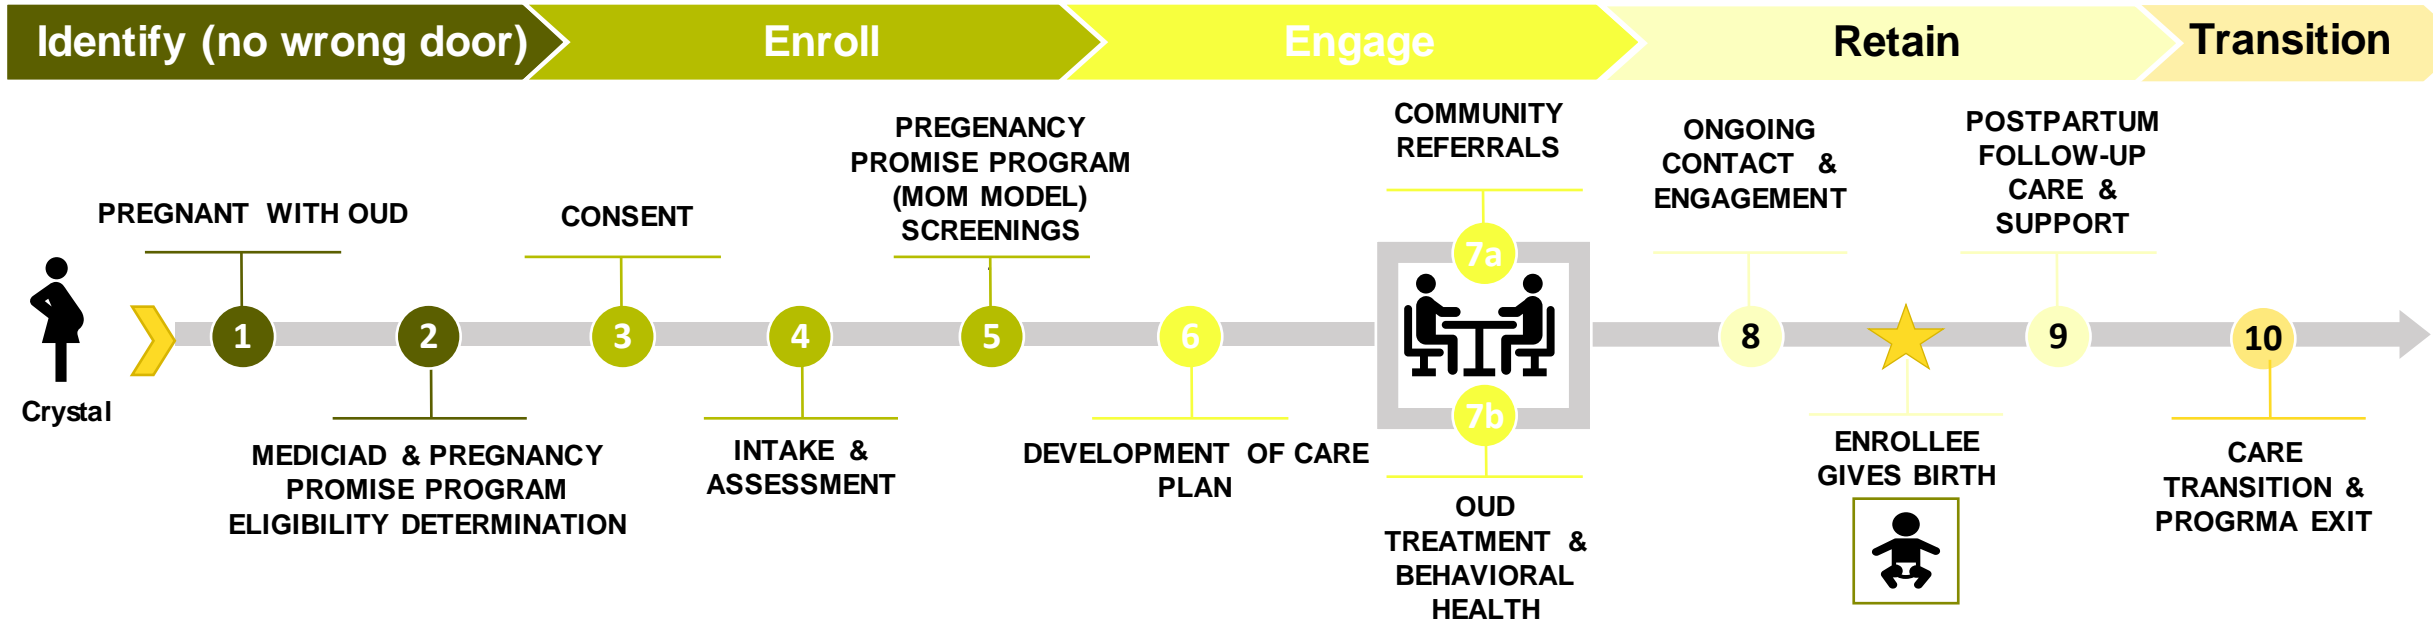 Identify (no wrong door)
Enroll
Engage
Retain
Transition
Crystal
1
PREGNANT WITH OUD
2
MEDICIAD & PREGNANCY
PROMISE PROGRAM
ELIGIBILITY DETERMINATION
3
CONSENT
4
INTAKE &
ASSESSMENT
5
PREGENANCY
PROMISE PROGRAM
(MOM MODEL)
SCREENINGS
6
DEVELOPMENT OF CARE
PLAN
COMMUNITY
REFERRALS
7a
7b
OUD
TREATMENT &
BEHAVIORAL
HEALTH
8
ONGOING
CONTACT &
ENGAGEMENT
ENROLLEE
GIVES BIRTH
9
POSTPARTUM
FOLLOW-UP
CARE &
SUPPORT
10
CARE
TRANSITION &
PROGRMA EXIT